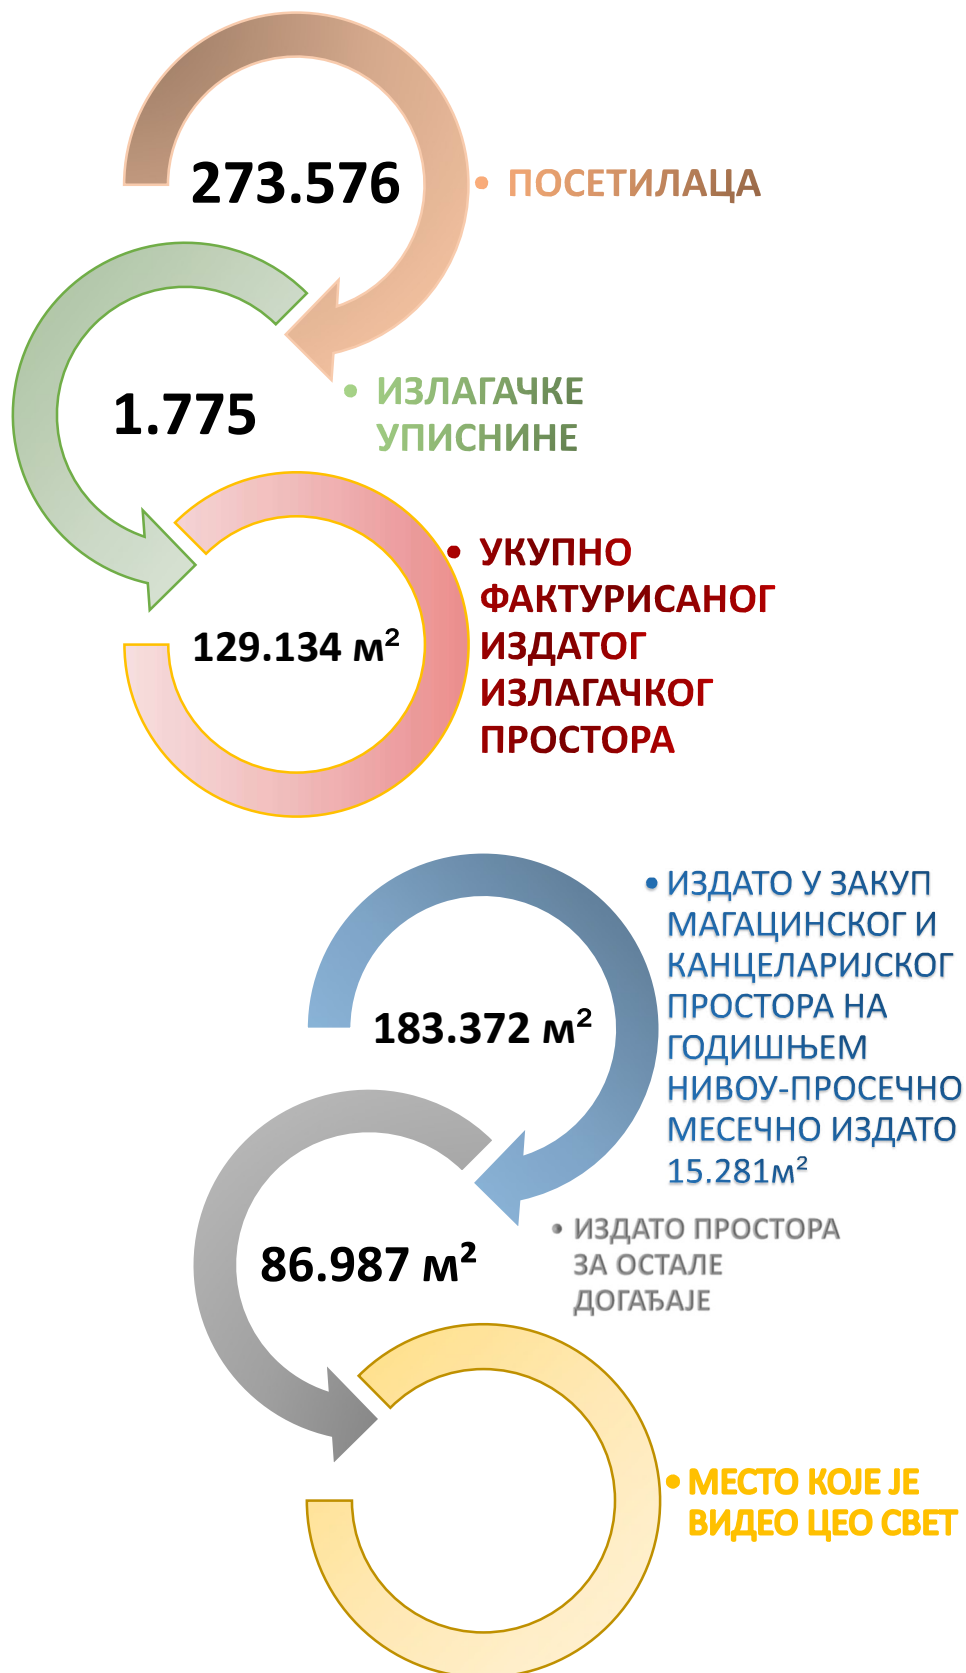 273.576
• ПОСЕТИЛАЦА
1.775
• ИЗЛАГАЧКЕ
УПИСНИНЕ
129.134 м²
• УКУПНО
ФАКТУРИСАНОГ
ИЗДАТОГ
ИЗЛАГАЧКОГ
ПРОСТОРА
183.372 м²
• ИЗДАТО У ЗАКУП
МАГАЦИНСКОГ И
КАНЦЕЛАРИЈСКОГ
ПРОСТОРА НА
ГОДИШЊЕМ
НИВОУ-ПРОСЕЧНО
МЕСЕЧНО ИЗДАТО
15.281м²
86.987 м²
• ИЗДАТО ПРОСТОРА
ЗА ОСТАЛЕ
ДОГАЂАЈЕ
• МЕСТО КОЈЕ ЈЕ
ВИДЕО ЦЕО СВЕТ